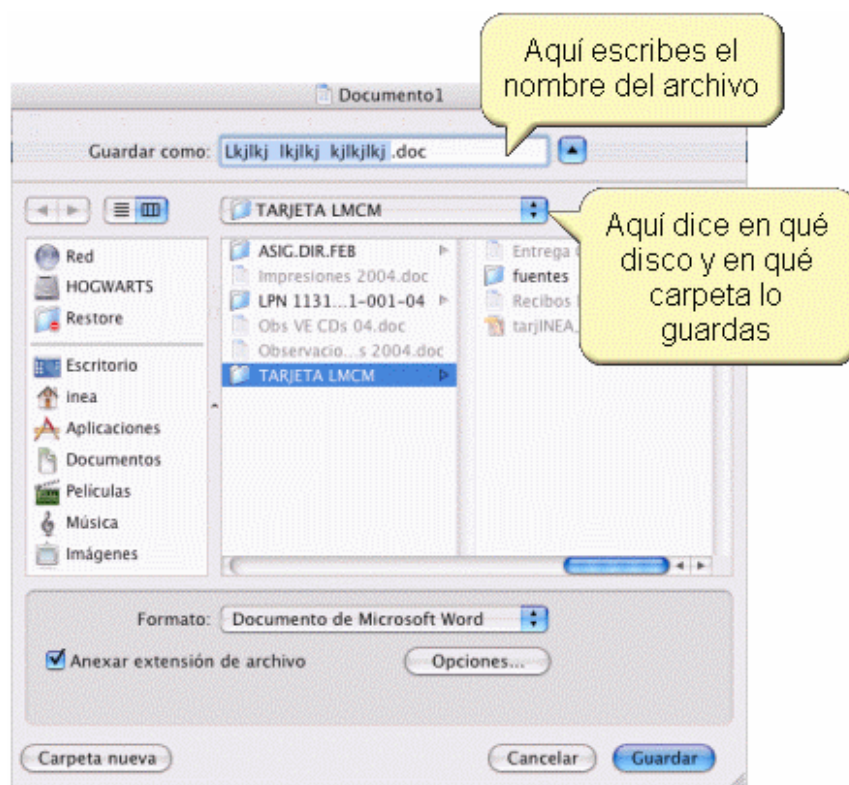 Aquí escribes el
nombre del archivo
Documento1
Guardar como: Lkjlkj lkjlkj kjlkjlkj .doc
TARJETA LMCM
Aquí dice en qué
disco y en qué
carpeta lo
guardas
Red
HOGWARTS
Restore
Escritorio
inea
Aplicaciones
Documentos
Películas
Música
Imágenes
ASIG.DIR.FEB
Impresiones 2004.doc
LPN 1131...1-001-04
Obs VE CDs 04.doc
Observacio...s 2004.doc
TARJETA LMCM
Entrega
fuentes
Recibos
tarjINEA_
Formato: Documento de Microsoft Word
Anexar extensión de archivo
Opciones...
Carpeta nueva
Cancelar
Guardar